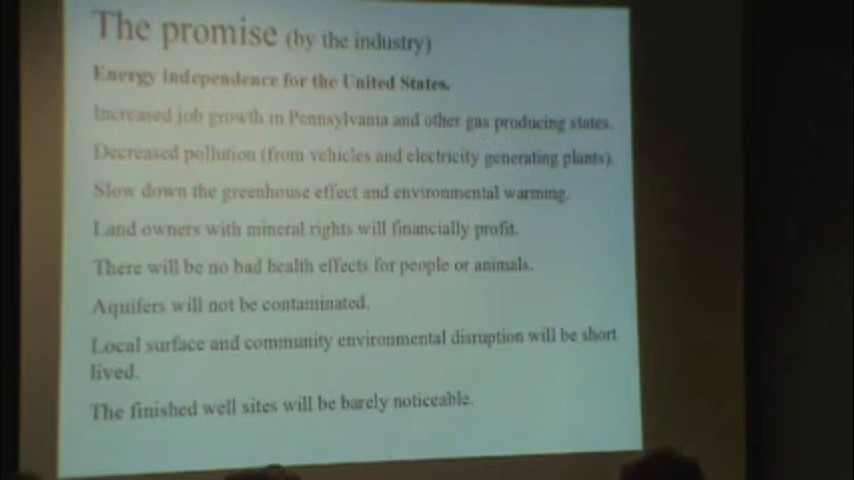 The promise (by the industry)
Energy independence for the United States.
Increased job growth in Pennsylvania and other gas producing states.
Decreased pollution (from vehicles and electricity generating plants).
Slow down the greenhouse effect and environmental warming.
Land owners with mineral rights will financially profit.
There will be no bad health effects for people or animals.
Aquifers will not be contaminated.
Local surface and community environmental disruption will be short
lived.
The finished well sites will be barely noticeable.